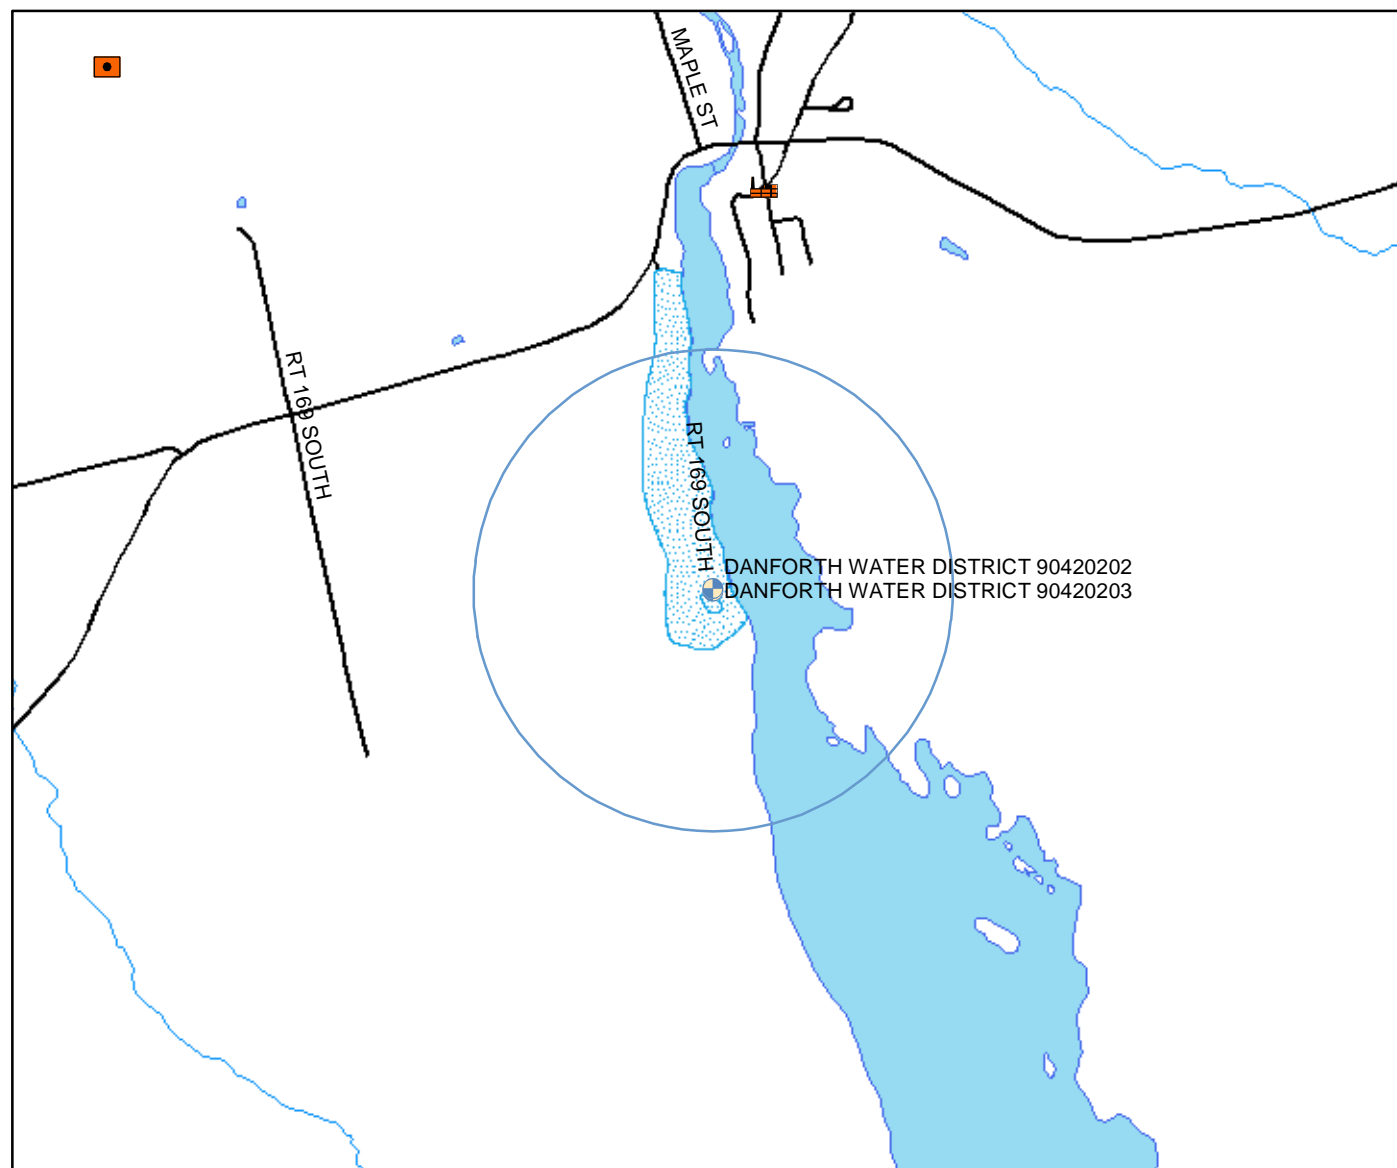 MAPLE ST
RT 169 SOUTH
RT 169 SOUTH
DANFORTH WATER DISTRICT 90420202
DANFORTH WATER DISTRICT 90420203